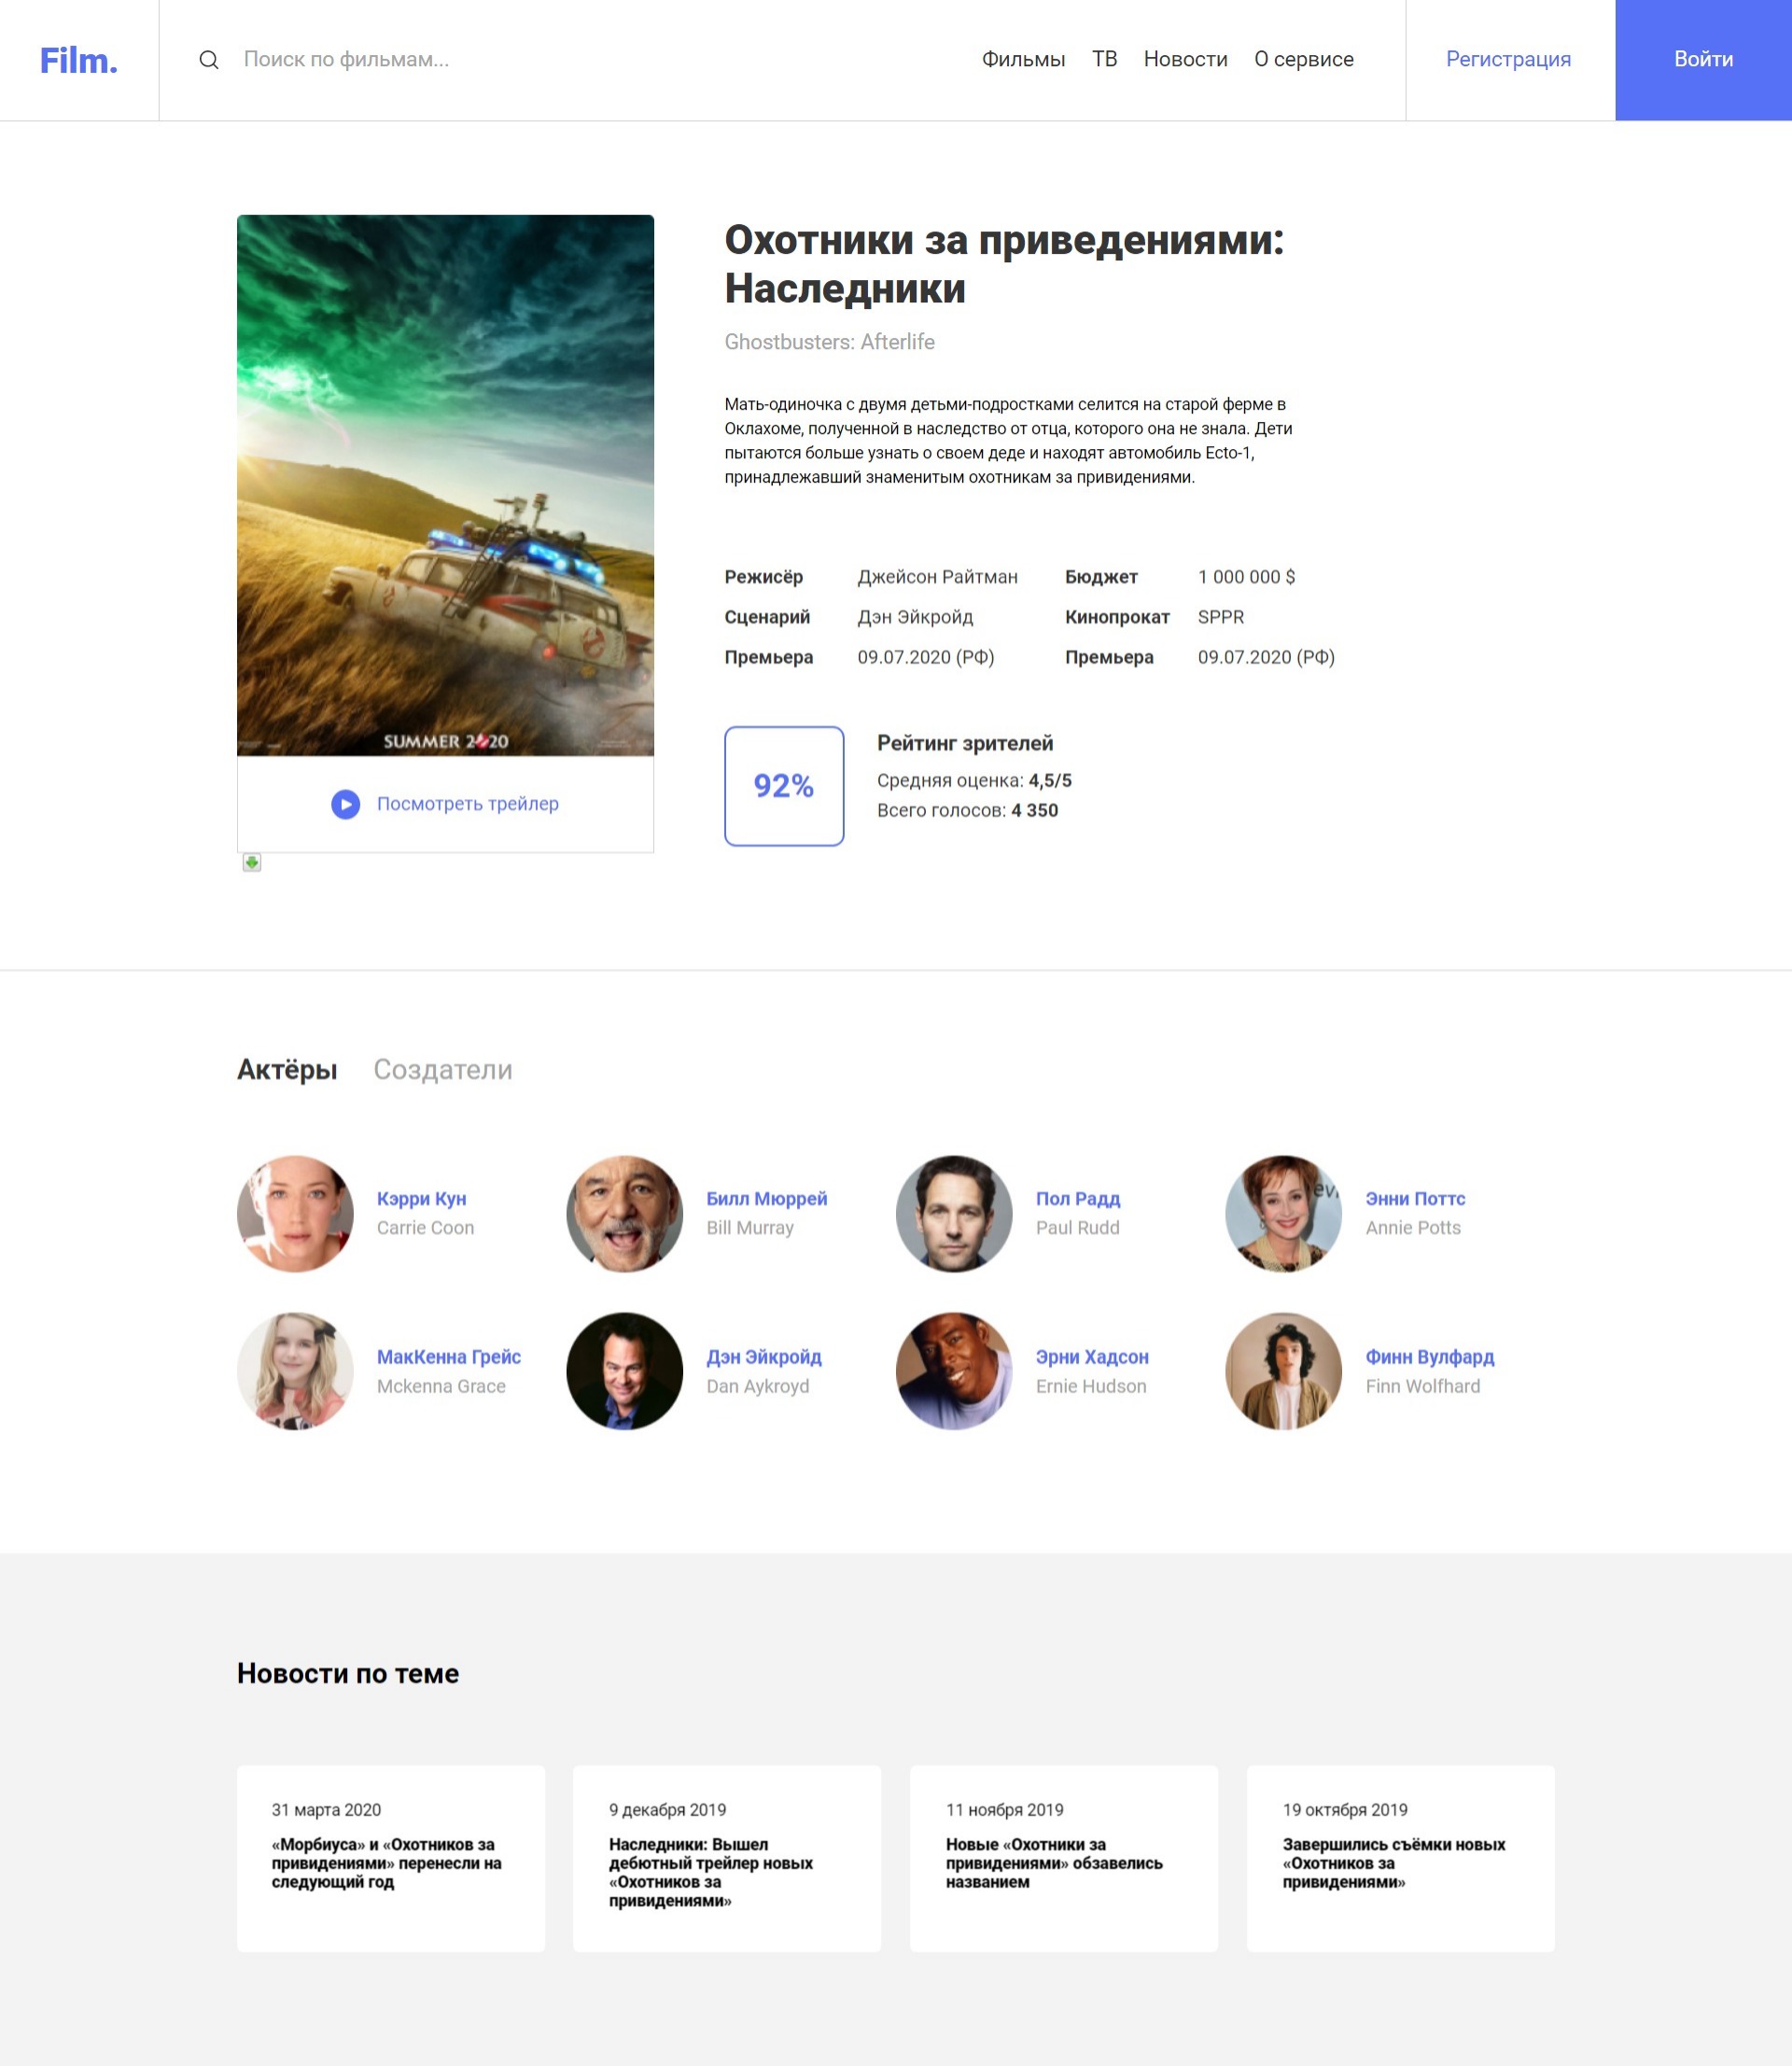 Film.
Поиск по фильмам...
Фильмы ТВ Новости О сервисе
Регистрация
Войти
Охотники за приведениями:
Наследники
Ghostbusters: Afterlife
Мать-одиночка с двумя детьми-подростками селится на старой ферме в
Оклахоме, полученной в наследство от отца, которого она не знала. Дети
пытаются больше узнать о своем деде и находят автомобиль Ecto-1,
принадлежавший знаменитым охотникам за привидениями.
Режисёр Джейсон Райтман Бюджет 1 000 000 $
Сценарий Дэн Эйкройд Кинопрокат SPPR
Премьера 09.07.2020 (РФ) Премьера 09.07.2020 (РФ)
SUMMER 2020
92%
Рейтинг зрителей
Средняя оценка: 4,5/5
Всего голосов: 4 350
Посмотреть трейлер
Актёры Создатели
Кэрри Кун
Carrie Coon
Билл Мюррей
Bill Murray
Пол Радд
Paul Rudd
Энни Поттс
Annie Potts
МакКенна Грейс
Mckenna Grace
Дэн Эйкройд
Dan Aykroyd
Эрни Хадсон
Ernie Hudson
Финн Вулфард
Finn Wolfhard
Новости по теме
31 марта 2020
«Морбиуса» и «Охотников за
привидениями» перенесли на
следующий год
9 декабря 2019
Наследники: Вышел
дебютный трейлер новых
«Охотников за
привидениями»
11 ноября 2019
Новые «Охотники за
привидениями» обзавелись
названием
19 октября 2019
Завершились съёмки новых
«Охотников за
привидениями»